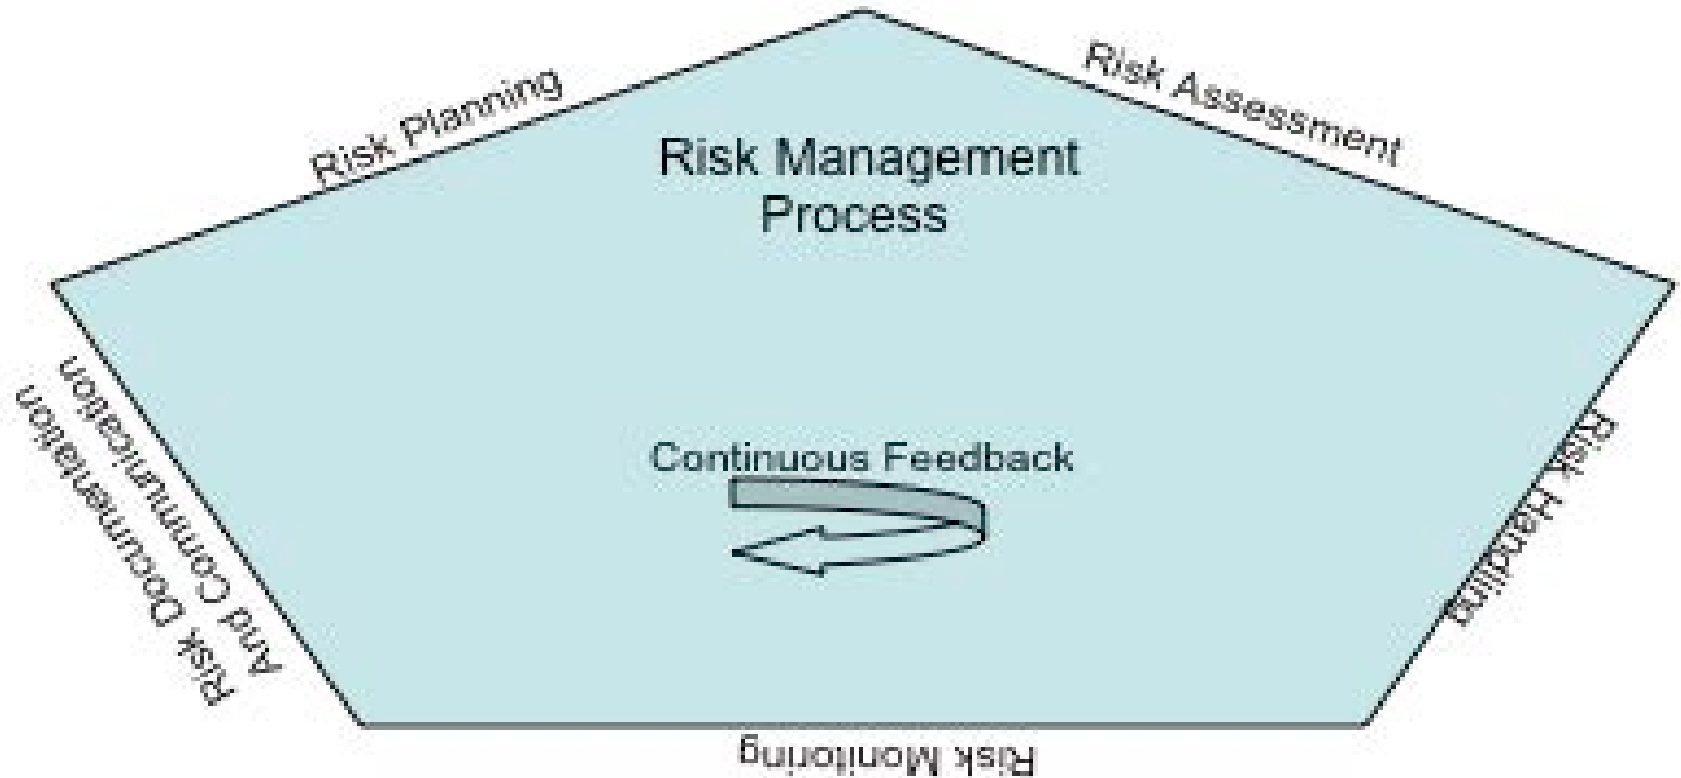 Risk Planning
Risk Assessment
Risk Management
Process
Continuous Feedback
Risk Handling
Risk Monitoring
Risk Documentation
And Communication